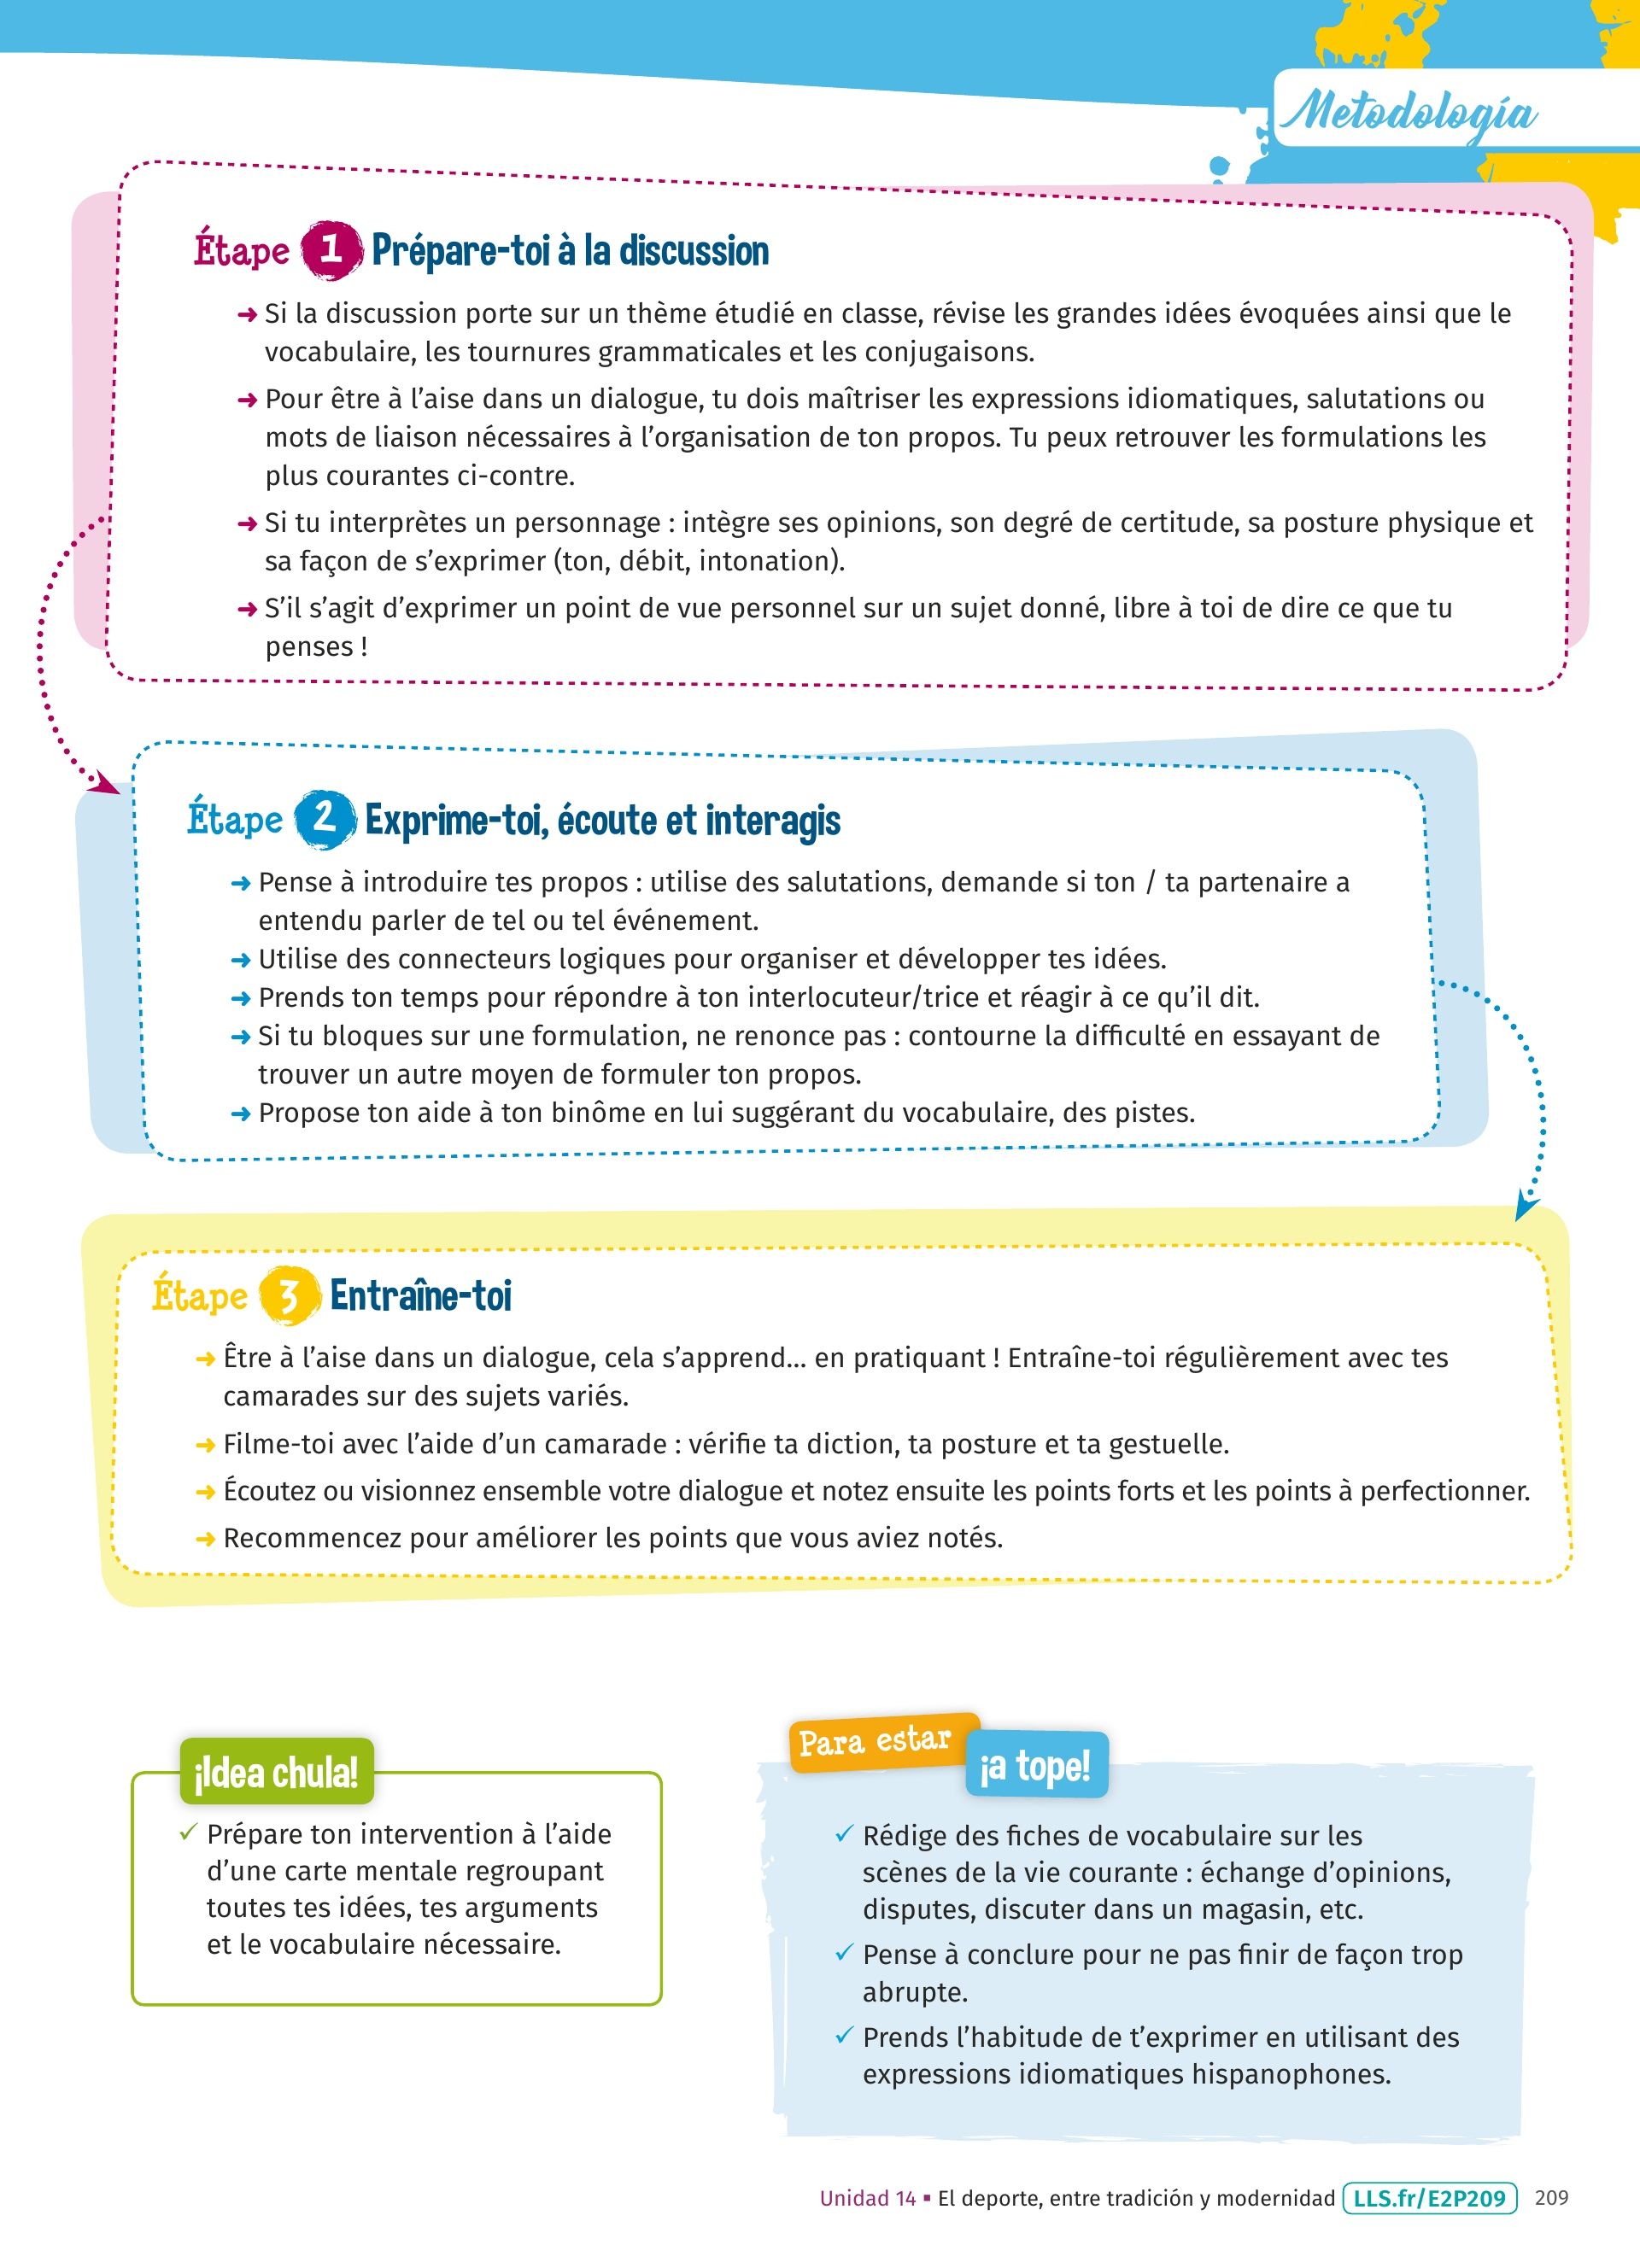 Metodología
Étape 1 Prépare-toi à la discussion
➜ Si la discussion porte sur un thème étudié en classe, révise les grandes idées évoquées ainsi que le
vocabulaire, les tournures grammaticales et les conjugaisons.
➜ Pour être à l’aise dans un dialogue, tu dois maîtriser les expressions idiomatiques, salutations ou
mots de liaison nécessaires à l’organisation de ton propos. Tu peux retrouver les formulations les
plus courantes ci-contre.
➜ Si tu interprètes un personnage : intègre ses opinions, son degré de certitude, sa posture physique et
sa façon de s’exprimer (ton, débit, intonation).
➜ S’il s’agit d’exprimer un point de vue personnel sur un sujet donné, libre à toi de dire ce que tu
penses !
Étape 2 Exprime-toi, écoute et interagis
➜ Pense à introduire tes propos : utilise des salutations, demande si ton / ta partenaire a
entendu parler de tel ou tel événement.
➜ Utilise des connecteurs logiques pour organiser et développer tes idées.
➜ Prends ton temps pour répondre à ton interlocuteur/trice et réagir à ce qu’il dit.
➜ Si tu bloques sur une formulation, ne renonce pas : contourne la difficulté en essayant de
trouver un autre moyen de formuler ton propos.
➜ Propose ton aide à ton binôme en lui suggérant du vocabulaire, des pistes.
Étape 3 Entraîne-toi
➜ Être à l’aise dans un dialogue, cela s’apprend… en pratiquant ! Entraîne-toi régulièrement avec tes
camarades sur des sujets variés.
➜ Filme-toi avec l’aide d’un camarade : vérifie ta diction, ta posture et ta gestuelle.
➜ Écoutez ou visionnez ensemble votre dialogue et notez ensuite les points forts et les points à perfectionner.
➜ Recommencez pour améliorer les points que vous aviez notés.
¡Idea chula!
✓ Prépare ton intervention à l’aide
d’une carte mentale regroupant
toutes tes idées, tes arguments
et le vocabulaire nécessaire.
Para estar ¡a tope!
✓ Rédige des fiches de vocabulaire sur les
scènes de la vie courante : échange d’opinions,
disputes, discuter dans un magasin, etc.
✓ Pense à conclure pour ne pas finir de façon trop
abrupte.
✓ Prends l’habitude de t’exprimer en utilisant des
expressions idiomatiques hispanophones.
Unidad 14 ▪ El deporte, entre tradición y modernidad LLS.fr/E2P209 209